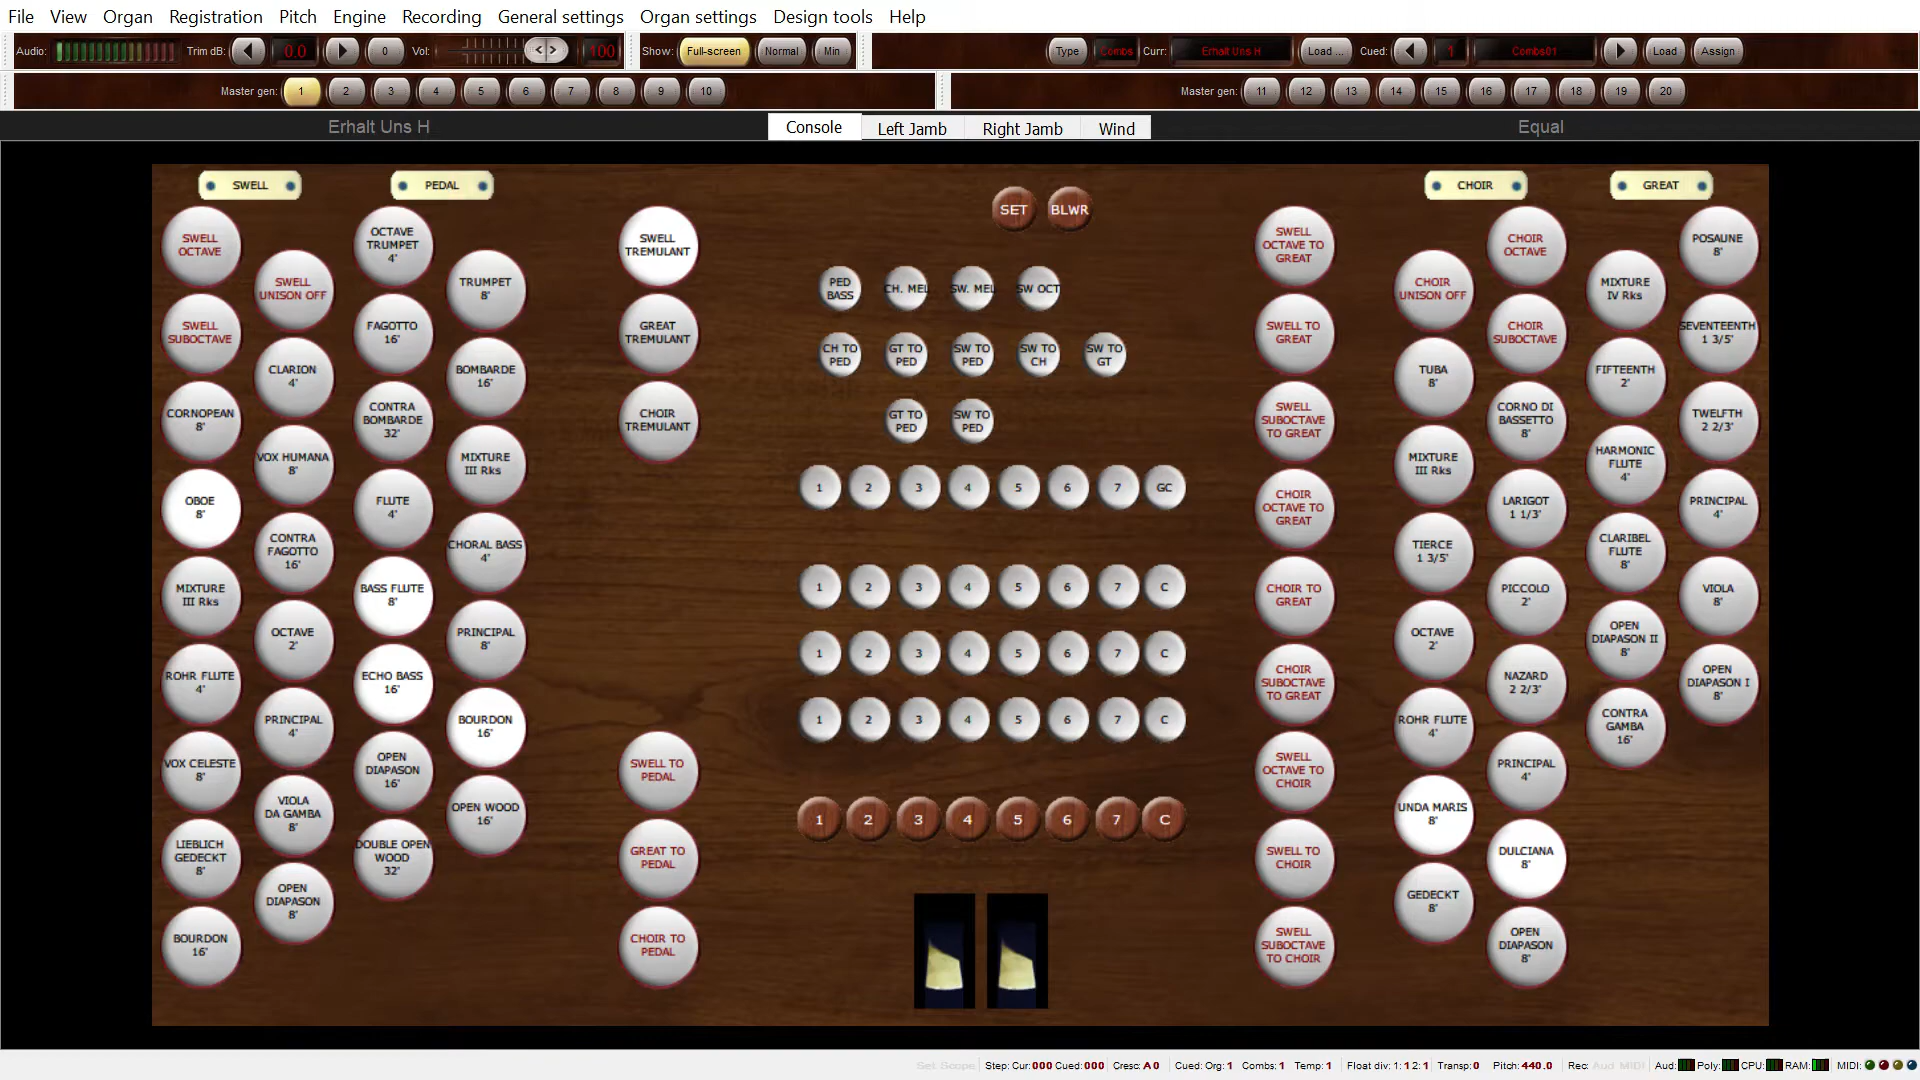 File View Organ Registration Pitch Engine Recording General settings Organ settings Design tools Help
Audio: Trim dB: 0.0 0 Vol: 100 Show: Full-screen Normal Min Type Combs Curr: Erhalt Uns H Load ... Cued: 1 Combs01 Load Assign
Master gen: 1 2 3 4 5 6 7 8 9 10 Master gen: 11 12 13 14 15 16 17 18 19 20
Erhalt Uns H Console Left Jamb Right Jamb Wind Equal
SWELL
SWELL
OCTAVE
SWELL
SUBOCTAVE
CORNOPEAN
8'
OBOE
8'
MIXTURE
III Rks
ROHR FLUTE
4'
VOX CELESTE
8'
LIEBLICH
GEDECKT
8'
BOURDON
16'
SWELL
UNISON OFF
CLARION
4'
VOX HUMANA
8'
CONTRA
FAGOTTO
16'
OCTAVE
2'
PRINCIPAL
4'
VIOLA
DA GAMBA
8'
OPEN
DIAPASON
8'
PEDAL
OCTAVE
TRUMPET
4'
FAGOTTO
16'
CONTRA
BOMBARDE
32'
FLUTE
4'
BASS FLUTE
8'
ECHO BASS
16'
OPEN
DIAPASON
16'
DOUBLE OPEN
WOOD
32'
TRUMPET
8'
BOMBARDE
16'
MIXTURE
III Rks
CHORAL BASS
4'
PRINCIPAL
8'
BOURDON
16'
OPEN WOOD
16'
SWELL
TREMULANT
GREAT
TREMULANT
CHOIR
TREMULANT
SWELL TO
PEDAL
GREAT TO
PEDAL
CHOIR TO
PEDAL
SET BLWR
PED
BASS
CH. MEL
SW. MEL
SW OCT
CH TO
PED
GT TO
PED
SW TO
PED
SW TO
CH
SW TO
GT
GT TO
PED
SW TO
PED
1 2 3 4 5 6 7 GC
1 2 3 4 5 6 7 C
1 2 3 4 5 6 7 C
1 2 3 4 5 6 7 C
1 2 3 4 5 6 7 C
SWELL
OCTAVE TO
GREAT
SWELL TO
GREAT
SWELL
SUBOCTAVE
TO GREAT
CHOIR
OCTAVE TO
GREAT
CHOIR TO
GREAT
CHOIR
SUBOCTAVE
TO GREAT
SWELL
OCTAVE TO
CHOIR
SWELL TO
CHOIR
SWELL
SUBOCTAVE
TO CHOIR
CHOIR
CHOIR
UNISON OFF
TUBA
8'
MIXTURE
III Rks
TIERCE
1 3/5'
OCTAVE
2'
ROHR FLUTE
4'
UNDA MARIS
8'
GEDECKT
8'
CHOIR
OCTAVE
CHOIR
SUBOCTAVE
CORNO DI
BASSETTO
8'
LARIGOT
1 1/3'
PICCOLO
2'
NAZARD
2 2/3'
PRINCIPAL
4'
DULCIANA
8'
OPEN
DIAPASON
8'
GREAT
MIXTURE
IV Rks
FIFTEENTH
2'
HARMONIC
FLUTE
4'
CLARIBEL
FLUTE
8'
OPEN
DIAPASON II
8'
CONTRA
GAMBA
16'
POSAUNE
8'
SEVENTEENTH
1 3/5'
TWELFTH
2 2/3'
PRINCIPAL
4'
VIOLA
8'
OPEN
DIAPASON I
8'
Set Scope Step: Cur:000 Cued:000 Cresc: A 0 Cued: Org:1 Combs:1 Temp:1 Float div: 1:1 2:1 Transp:0 Pitch:440.0 Rec: Aud MIDI Aud: Poly: CPU: RAM: MIDI: